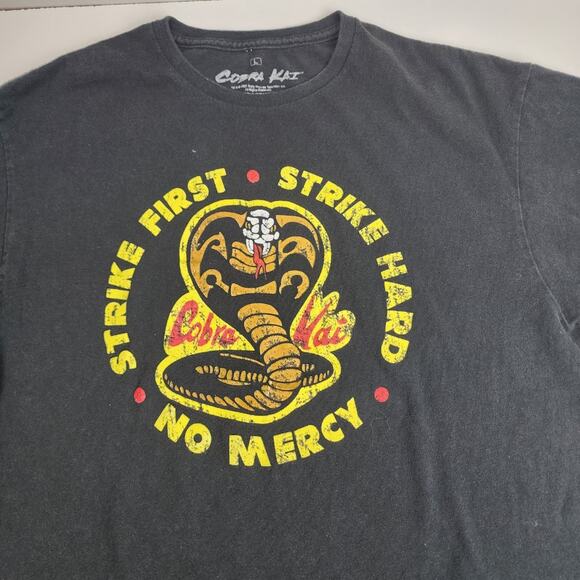 L
COBRA KAI
STRIKE FIRST • STRIKE HARD •
NO MERCY •
Cobra Kai